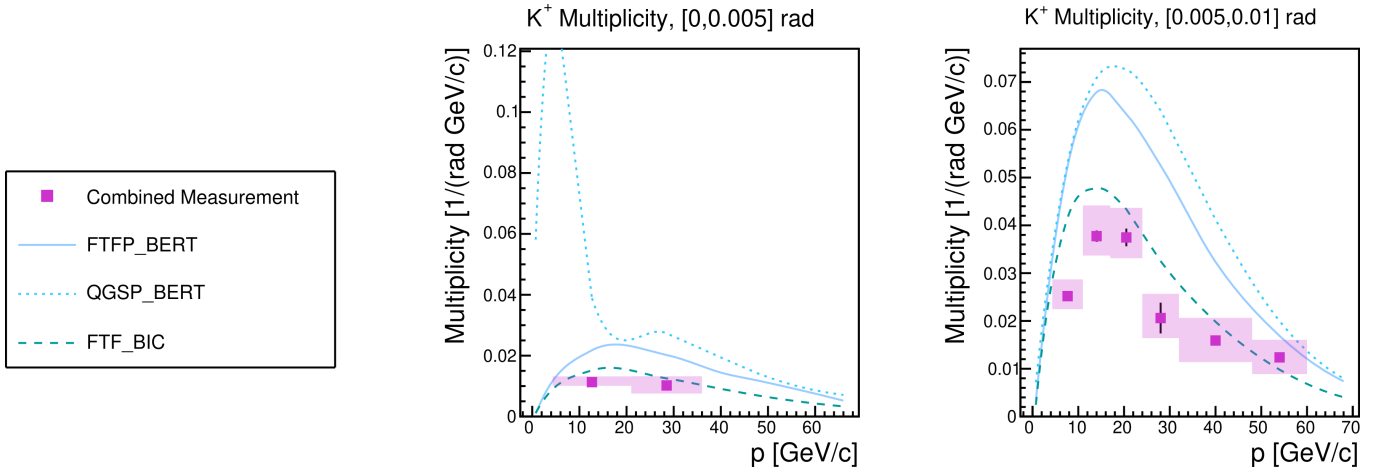 Combined Measurement
FTFP_BERT
QGSP_BERT
FTF_BIC
K+ Multiplicity, [0,0.005] rad
Multiplicity [1/(rad GeV/c)]
0.12
0.1
0.08
0.06
0.04
0.02
0
0 10 20 30 40 50 60
p [GeV/c]
K+ Multiplicity, [0.005,0.01] rad
Multiplicity [1/(rad GeV/c)]
0.07
0.06
0.05
0.04
0.03
0.02
0.01
0
0 10 20 30 40 50 60 70
p [GeV/c]